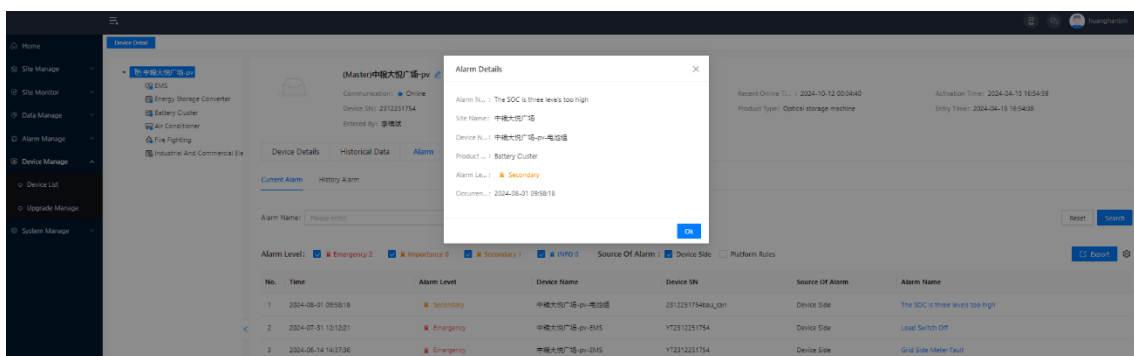 huanghanbin
Home
Device Detail
Site Manage
Site Monitor
Data Manage
Alarm Manage
Device Manage
Device List
Upgrade Manage
System Manage
中粮大悦广场-pv
EMS
Energy Storage Converter
Battery Cluster
Air Conditioner
Fire Fighting
Industrial And Commercial Ele
(Master)中粮大悦广场-pv
Communication: Online
Device SN: 2312251754
Entered By:
Recent Online Ti... : 2024-10-12 00:04:40
Product Type: Optical storage machine
Activation Time: 2024-04-15 16:54:59
Entry Time: 2024-04-15 16:54:38
Device Details Historical Data Alarm
Current Alarm History Alarm
Alarm Details
Alarm N... : The SOC is three levels too high
Site Name: 中粮大悦广场
Device N... : 中粮大悦广场-pv-电池组
Product ... : Battery Cluster
Alarm Le... : Secondary
Occurren... : 2024-08-01 09:58:18
Ok
Alarm Name: Please enter
Reset Search
Alarm Level: Emergency 2 Importance 0 Secondary 1 INFO 0 Source Of Alarm : Device Side Platform Rules
Export
No. Time Alarm Level Device Name Device SN Source Of Alarm Alarm Name
1 2024-08-01 09:58:18 Secondary 中粮大悦广场-pv-电池组 2312251754bau_can Device Side The SOC is three levels too high
2 2024-07-31 12:12:21 Emergency 中粮大悦广场-pv-EMS YT2312251754 Device Side Load Switch Off
3 2024-06-14 14:37:36 Emergency 中粮大悦广场-pv-EMS YT2312251754 Device Side Grid Side Meter Fault